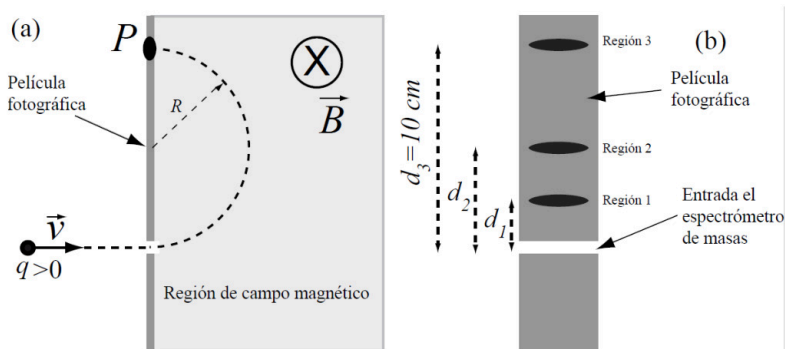 (a)
P
Película
fotográfica
R
X
B
v
q>0
Región de campo magnético
(b)
Región 3
Película
fotográfica
Región 2
Región 1
Entrada el
espectrómetro
de masas
d₃=10 cm
d₂
d₁